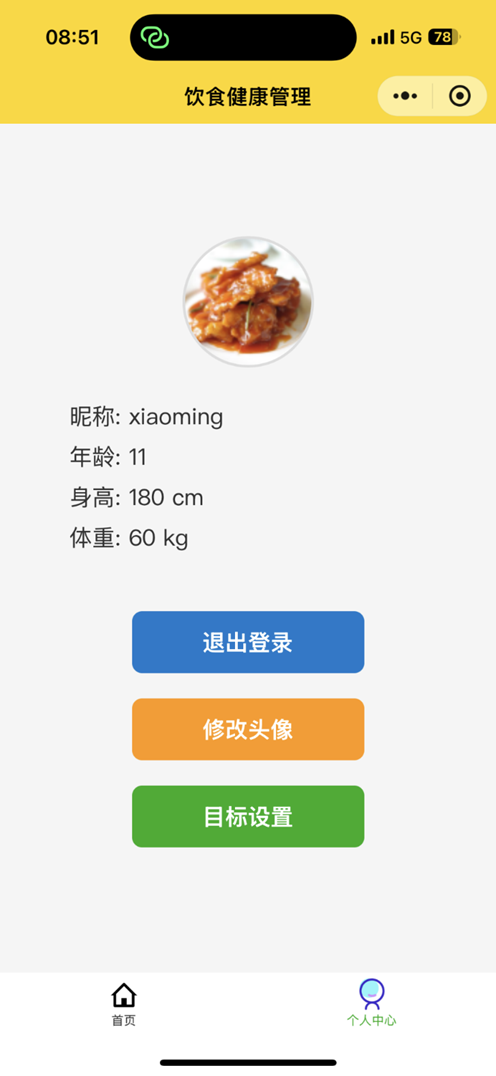 08:51
5G
78
饮食健康管理
昵称: xiaoming
年龄: 11
身高: 180 cm
体重: 60 kg
退出登录
修改头像
目标设置
首页
个人中心